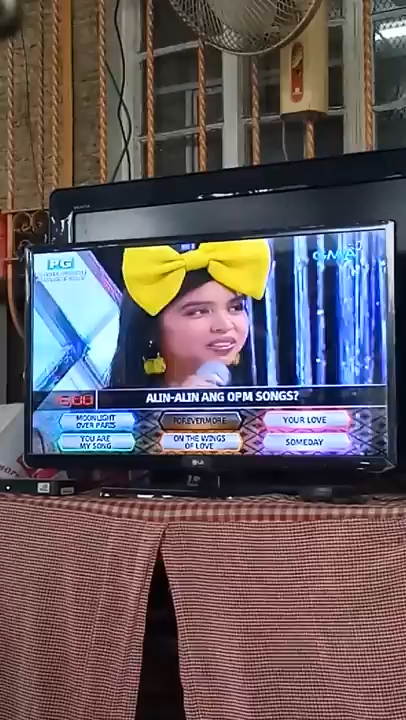 PG
GMA
ALIN-ALIN ANG OPM SONGS?
MOONLIGHT
OVER PARIS
FOREVERMORE
YOUR LOVE
YOU ARE
MY SONG
ON THE WINGS
OF LOVE
SOMEDAY
LG